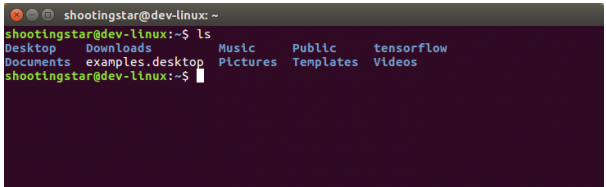 shootingstar@dev-linux: ~
shootingstar@dev-linux:~$ ls
Desktop Downloads Music Public tensorflow
Documents examples.desktop Pictures Templates Videos
shootingstar@dev-linux:~$